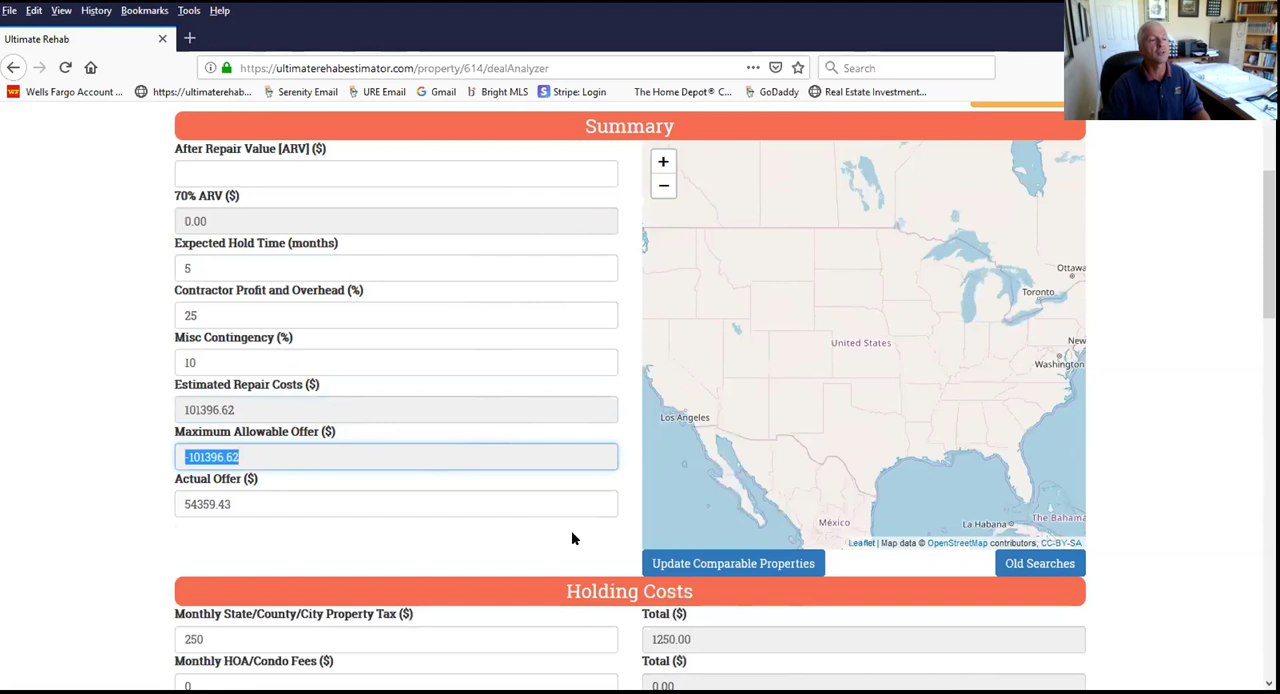 File Edit View History Bookmarks Tools Help
Ultimate Rehab
https://ultimaterehabestimator.com/property/614/dealAnalyzer
Search
Wells Fargo Account ... https://ultimaterehab... Serenity Email URE Email Gmail Bright MLS Stripe: Login The Home Depot® C... GoDaddy Real Estate Investment...
Summary
After Repair Value [ARV] ($)
70% ARV ($)
0.00
Expected Hold Time (months)
5
Contractor Profit and Overhead (%)
25
Misc Contingency (%)
10
Estimated Repair Costs ($)
101396.62
Maximum Allowable Offer ($)
-101396.62
Actual Offer ($)
54359.43
+
−
Ottawa
Toronto
New
United States
Washington
Los Angeles
México
La Habana
The Bahama
Leaflet | Map data © OpenStreetMap contributors, CC-BY-SA
Update Comparable Properties Old Searches
Holding Costs
Monthly State/County/City Property Tax ($) Total ($)
250 1250.00
Monthly HOA/Condo Fees ($) Total ($)
0 0.00